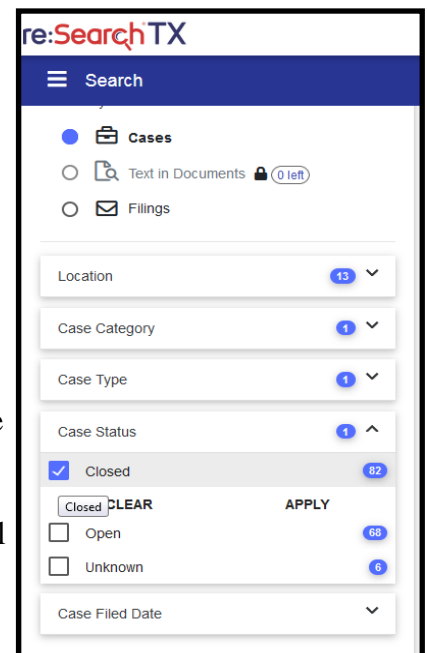 re:SearchTX
Search
Cases
Text in Documents 0 left
Filings
Location 13
Case Category 1
Case Type 1
Case Status 1
Closed 82
Closed CLEAR APPLY
Open 68
Unknown 6
Case Filed Date